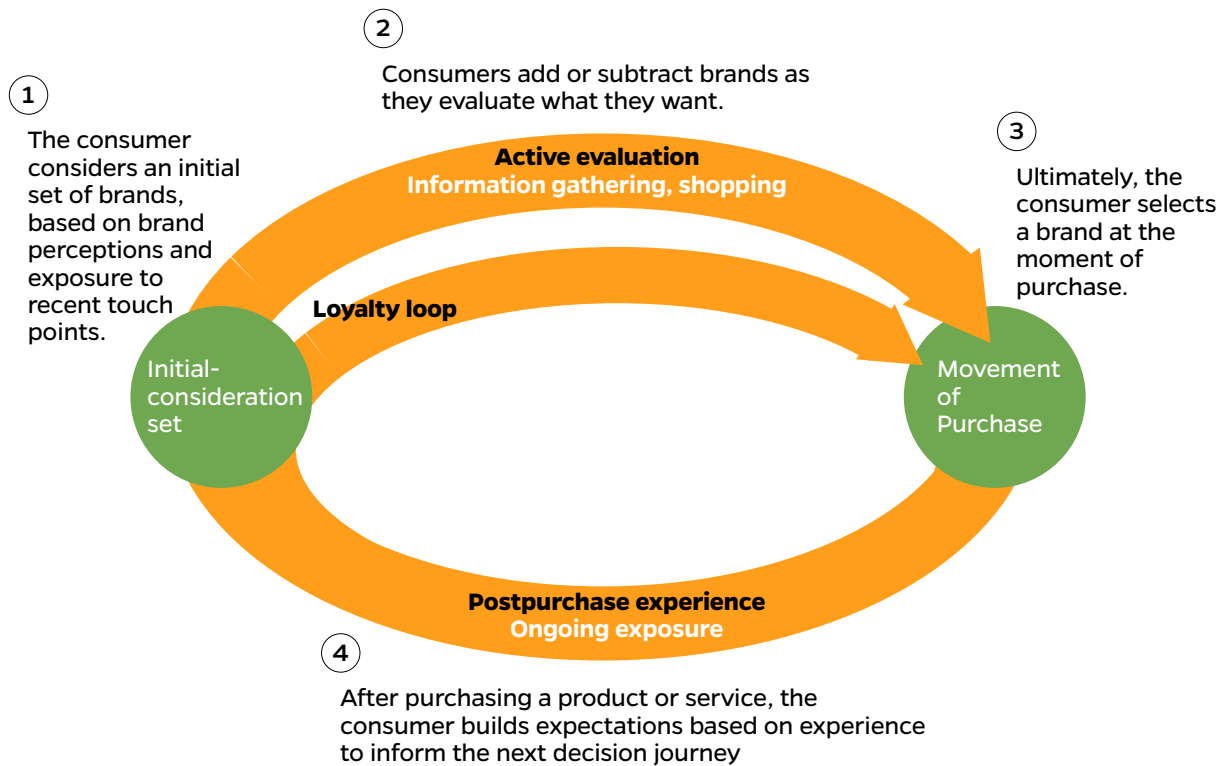 1
The consumer
considers an initial
set of brands,
based on brand
perceptions and
exposure to
recent touch
points.
2
Consumers add or subtract brands as
they evaluate what they want.
Active evaluation
Information gathering, shopping
3
Ultimately, the
consumer selects
a brand at the
moment of
purchase.
Loyalty loop
Initial-
consideration
set
Movement
of
Purchase
Postpurchase experience
Ongoing exposure
4
After purchasing a product or service, the
consumer builds expectations based on experience
to inform the next decision journey